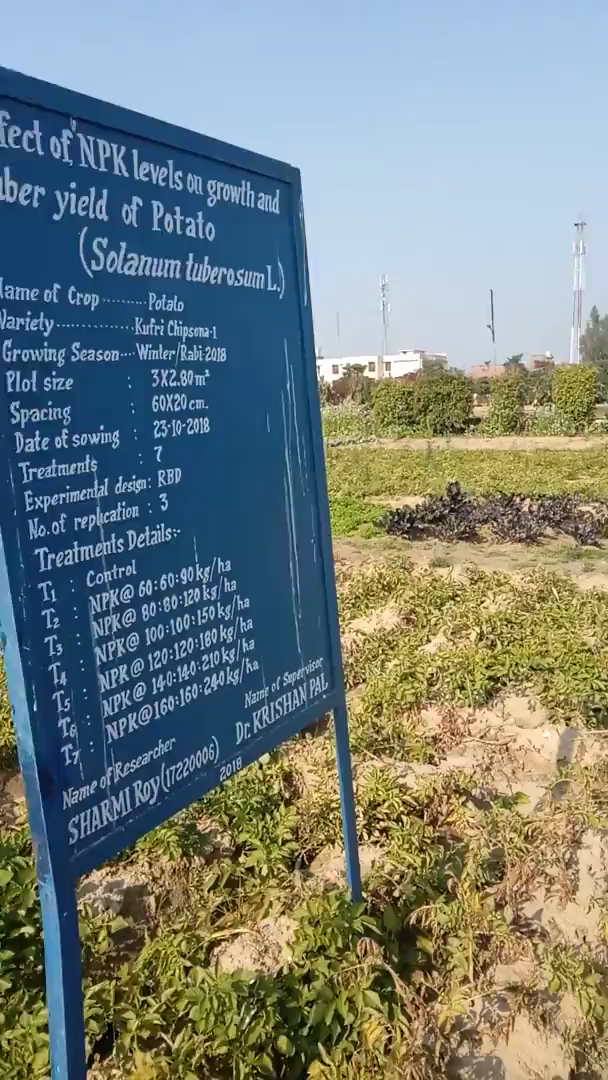 fect of NPK levels on growth and
uber yield of Potato
(Solanum tuberosum L.)
lame of Crop ........ Potato
Variety ............ Kufri Chipsona-1
Growing Season... Winter/Rabi-2018
Plol size : 3X2.80 m²
Spacing : 60X20 cm.
Date of sowing : 23-10-2018
Treatments : 7
Experimental design: RBD
No. of replication : 3
Treatments Details:-
T1 : Control
T2 : NPK@ 60:60:90 kg/ha
T3 : NPK@ 80:80:120 kg/ha
T4 : NPK@ 100:100:150 kg/ha
T5 : NPK@ 120:120:180 kg/ha
T6 : NPK@ 140:140:210 kg/ha
T7 : NPK@ 160:160:240 kg/ha
Name of Researcher Name of Supervisor
SHARMI Roy (17220006) Dr. KRISHAN PAL
2018